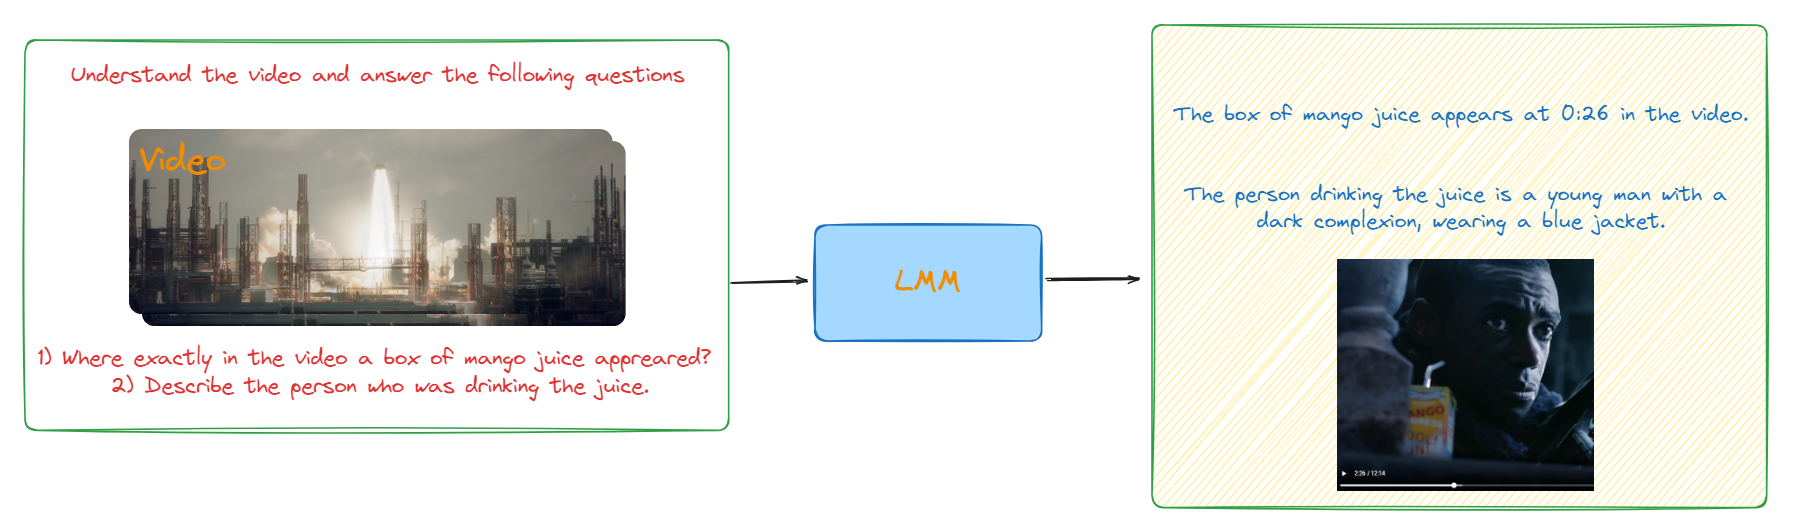 Understand the video and answer the following questions
Video
1) Where exactly in the video a box of mango juice appreared?
2) Describe the person who was drinking the juice.
LMM
The box of mango juice appears at 0:26 in the video.
The person drinking the juice is a young man with a
dark complexion, wearing a blue jacket.
MANGO
2:26 / 12:14